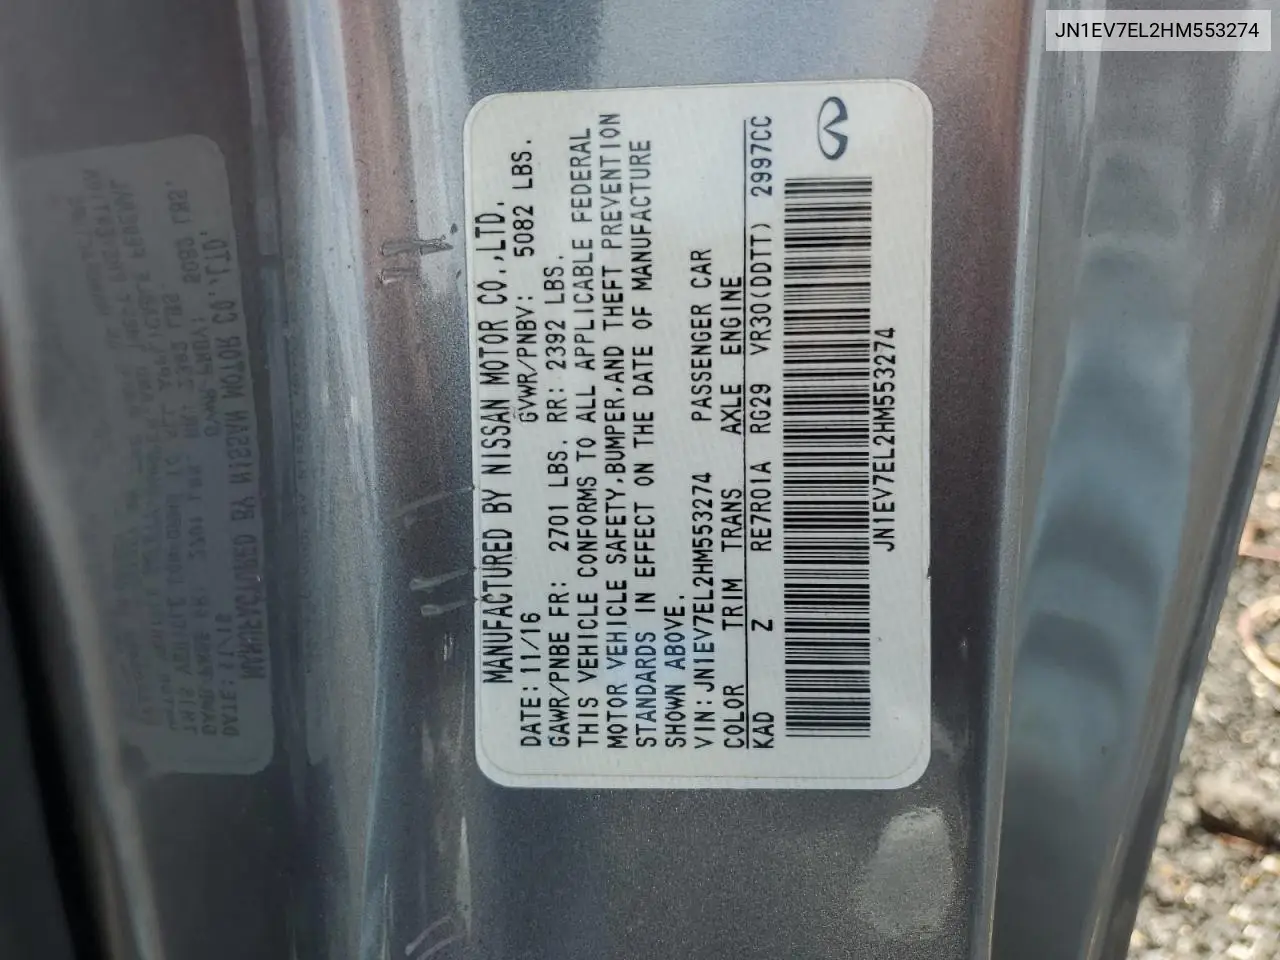 JN1EV7EL2HM553274
MANUFACTURED BY NISSAN MOTOR CO.,LTD.
DATE: 11/16 GVWR/PNBV: 5082 LBS.
GAWR/PNBE FR: 2701 LBS. RR: 2392 LBS.
THIS VEHICLE CONFORMS TO ALL APPLICABLE FEDERAL
MOTOR VEHICLE SAFETY,BUMPER,AND THEFT PREVENTION
STANDARDS IN EFFECT ON THE DATE OF MANUFACTURE
SHOWN ABOVE.
VIN: JN1EV7EL2HM553274 PASSENGER CAR
COLOR TRIM TRANS AXLE ENGINE
KAD Z RE7R01A RG29 VR30(DDTT) 2997CC
JN1EV7EL2HM553274